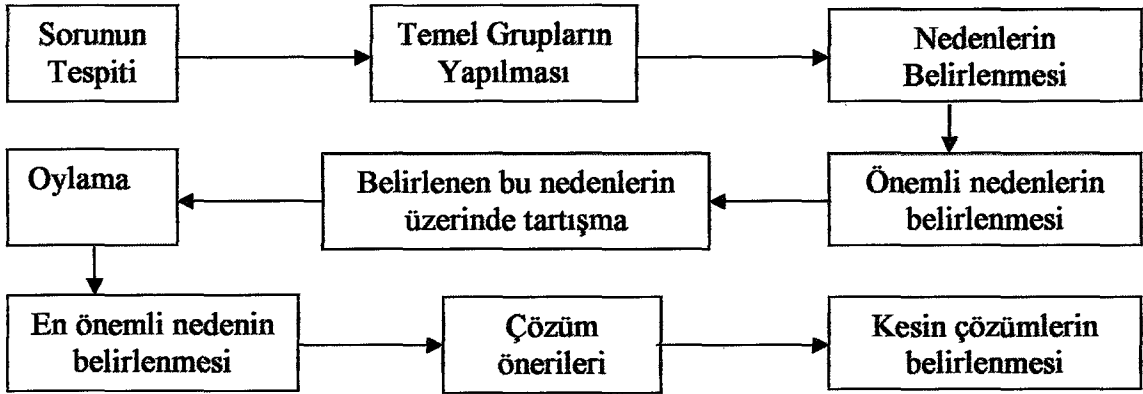 Sorunun
Tespiti
Temel Grupların
Yapılması
Nedenlerin
Belirlenmesi
Önemli nedenlerin
belirlenmesi
Belirlenen bu nedenlerin
üzerinde tartışma
Oylama
En önemli nedenin
belirlenmesi
Çözüm
önerileri
Kesin çözümlerin
belirlenmesi